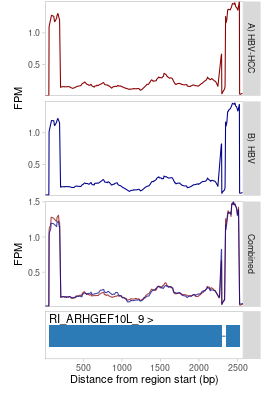 1.0
0.5
A) HBV-HCC
FPM
1.0
0.5
B) HBV
1.5
1.0
0.5
FPM
Combined
RI_ARHGEF10L_9 >
500 1000 1500 2000 2500
Distance from region start (bp)